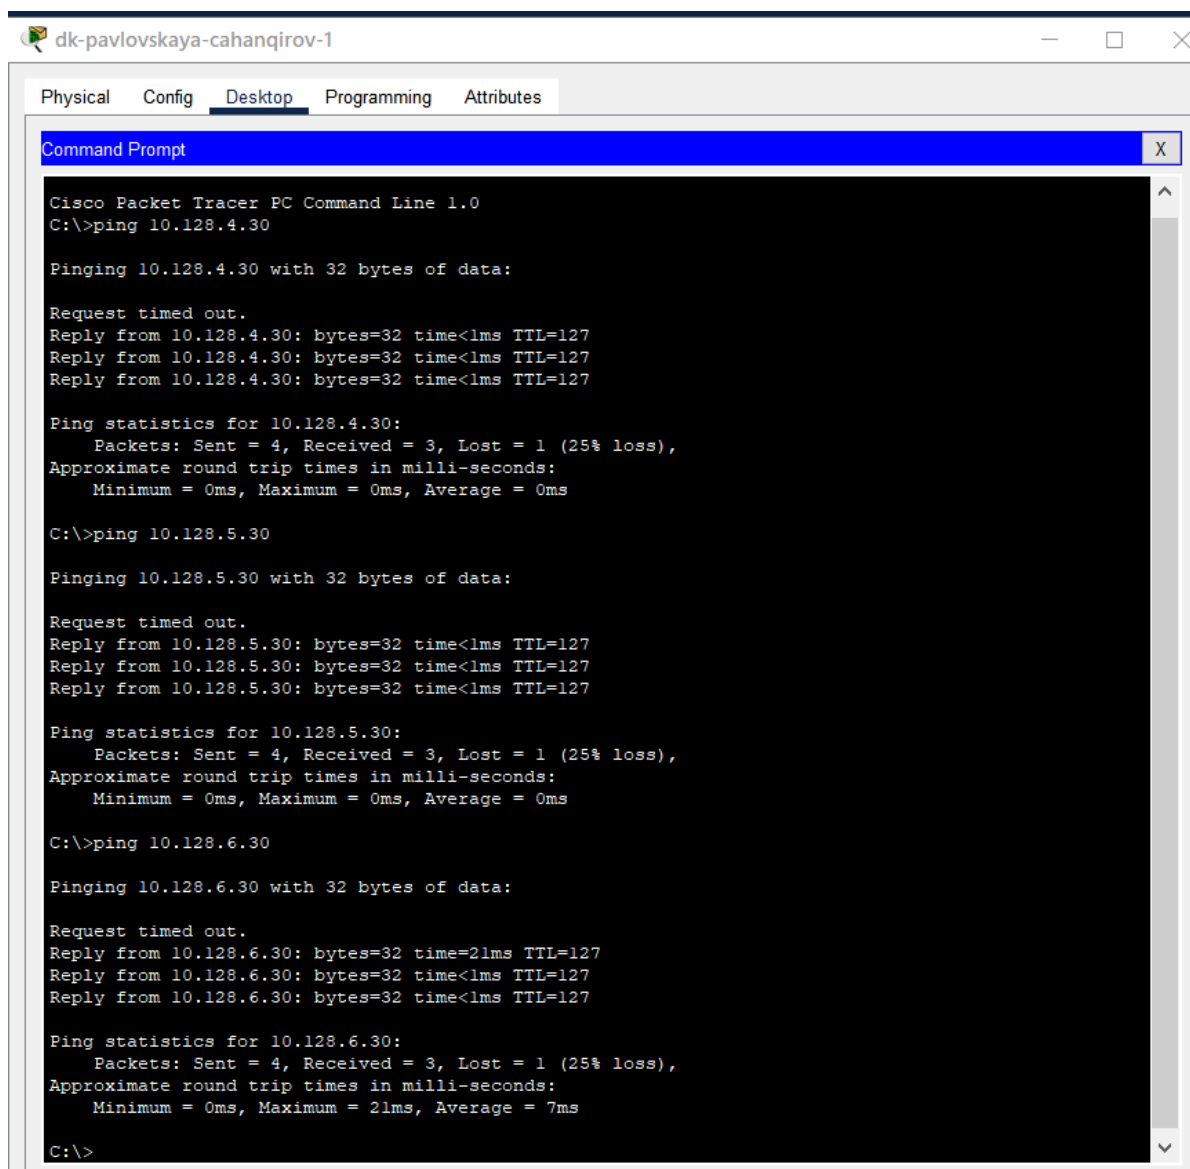 dk-pavlovskaya-cahanqirov-1
Physical Config Desktop Programming Attributes
Command Prompt X
Cisco Packet Tracer PC Command Line 1.0
C:\>ping 10.128.4.30
Pinging 10.128.4.30 with 32 bytes of data:
Request timed out.
Reply from 10.128.4.30: bytes=32 time<1ms TTL=127
Reply from 10.128.4.30: bytes=32 time<1ms TTL=127
Reply from 10.128.4.30: bytes=32 time<1ms TTL=127
Ping statistics for 10.128.4.30:
Packets: Sent = 4, Received = 3, Lost = 1 (25% loss),
Approximate round trip times in milli-seconds:
Minimum = 0ms, Maximum = 0ms, Average = 0ms
C:\>ping 10.128.5.30
Pinging 10.128.5.30 with 32 bytes of data:
Request timed out.
Reply from 10.128.5.30: bytes=32 time<1ms TTL=127
Reply from 10.128.5.30: bytes=32 time<1ms TTL=127
Reply from 10.128.5.30: bytes=32 time<1ms TTL=127
Ping statistics for 10.128.5.30:
Packets: Sent = 4, Received = 3, Lost = 1 (25% loss),
Approximate round trip times in milli-seconds:
Minimum = 0ms, Maximum = 0ms, Average = 0ms
C:\>ping 10.128.6.30
Pinging 10.128.6.30 with 32 bytes of data:
Request timed out.
Reply from 10.128.6.30: bytes=32 time=21ms TTL=127
Reply from 10.128.6.30: bytes=32 time<1ms TTL=127
Reply from 10.128.6.30: bytes=32 time<1ms TTL=127
Ping statistics for 10.128.6.30:
Packets: Sent = 4, Received = 3, Lost = 1 (25% loss),
Approximate round trip times in milli-seconds:
Minimum = 0ms, Maximum = 21ms, Average = 7ms
C:\>